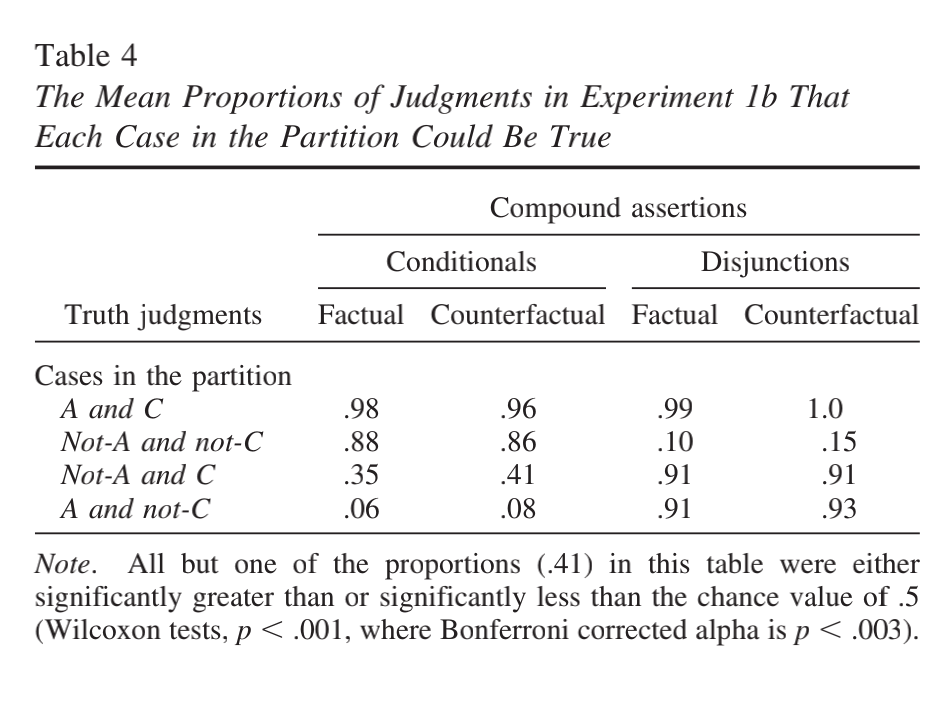 Table 4
The Mean Proportions of Judgments in Experiment 1b That
Each Case in the Partition Could Be True
Compound assertions
Conditionals Disjunctions
Truth judgments Factual Counterfactual Factual Counterfactual
Cases in the partition
A and C .98 .96 .99 1.0
Not-A and not-C .88 .86 .10 .15
Not-A and C .35 .41 .91 .91
A and not-C .06 .08 .91 .93
Note. All but one of the proportions (.41) in this table were either
significantly greater than or significantly less than the chance value of .5
(Wilcoxon tests, p < .001, where Bonferroni corrected alpha is p < .003).